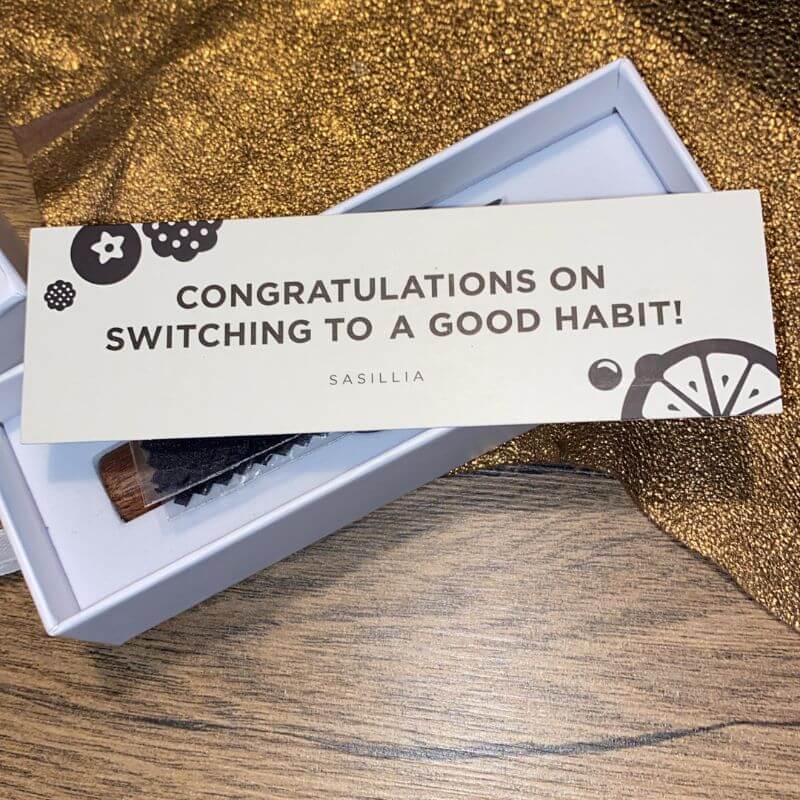 CONGRATULATIONS ON
SWITCHING TO A GOOD HABIT!
SASILLIA